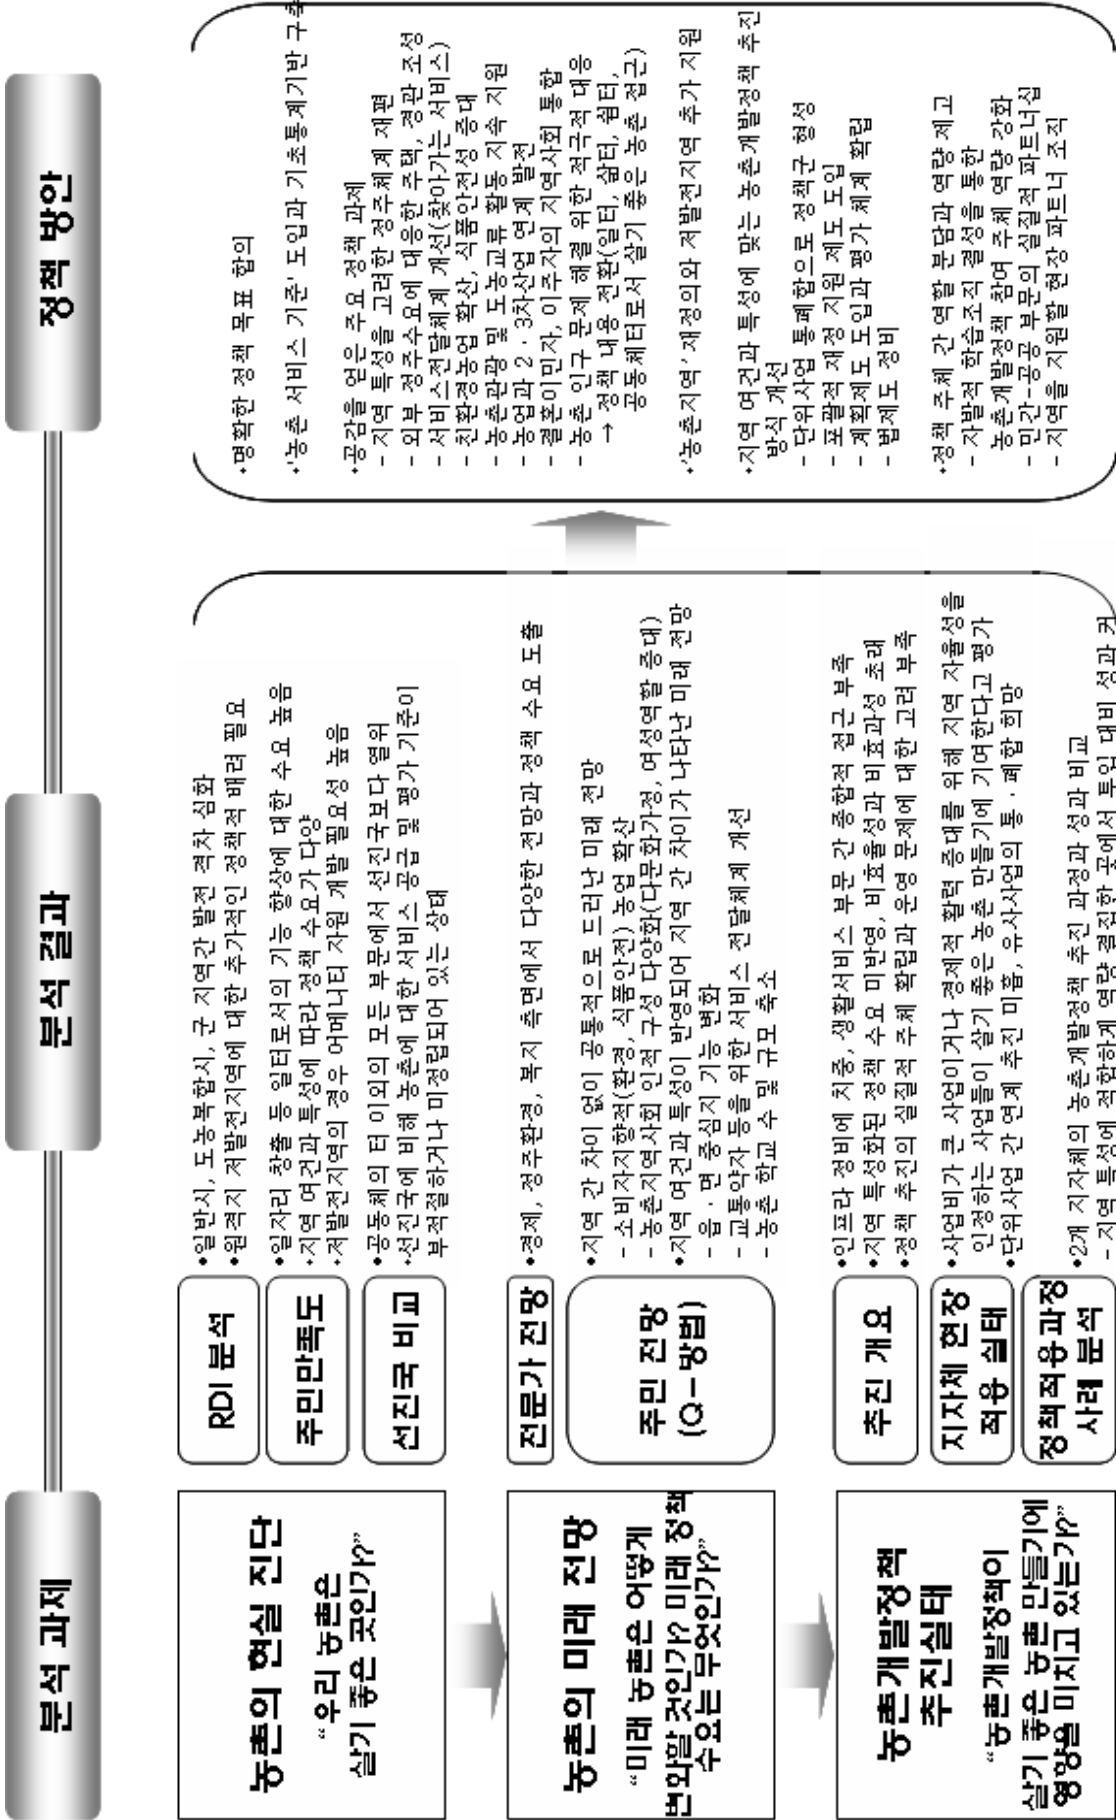 분석 과제
분석 결과
정책 방안
농촌의 현실 진단
“우리 농촌은
살기 좋은 곳인가?”
RDI 분석
•일반시, 도농복합시, 군 지역간 발전 격차 심화
•원격지 저발전지역에 대한 추가적인 정책적 배려 필요
주민만족도
•일자리 창출 등 일터로서의 기능 향상에 대한 수요 높음
·지역 여건과 특성에 따라 정책 수요가 다양
·저발전지역의 경우 어메니티 자원 개발 필요성 높음
선진국 비교
•공동체의 터 이외의 모든 부문에서 선진국보다 열위
·선진국에 비해 농촌에 대한 서비스 공급 및 평가 기준이
부적절하거나 미정립되어 있는 상태
농촌의 미래 전망
“미래 농촌은 어떻게
변화할 것인가? 미래 정책
수요는 무엇인가?”
전문가 전망
•경제, 정주환경, 복지 측면에서 다양한 전망과 정책 수요 도출
주민 전망
(Q-방법)
•지역 간 차이 없이 공통적으로 드러난 미래 전망
- 소비자지향적(환경, 식품안전) 농업 확산
- 농촌지역사회 인적 구성 다양화(다문화가정, 여성역할 증대)
•지역 여건과 특성이 반영되어 지역 간 차이가 나타난 미래 전망
- 읍·면 중심지 기능 변화
- 교통약자 등을 위한 서비스 전달체계 개선
- 농촌 학교 수 및 규모 축소
농촌개발정책
추진실태
“농촌개발정책이
살기 좋은 농촌 만들기에
영향을 미치고 있는가?”
추진 개요
•인프라 정비에 치중, 생활서비스 부문 간 종합적 접근 부족
•지역 특성화된 정책 수요 미반영, 비효율성과 비효과성 초래
•정책 추진의 실질적 주체 확립과 운영 문제에 대한 고려 부족
지자체 현장
적용 실태
•사업비가 큰 사업이거나 경제적 활력 증대를 위해 지역 자율성을
인정하는 사업들이 살기 좋은 농촌 만들기에 기여한다고 평가
•단위사업 간 연계 추진 미흡, 유사사업의 통·폐합 희망
정책적용과정
사례 분석
•2개 지자체의 농촌개발정책 추진 과정과 성과 비교
- 지역 특성에 적합하게 역량 결집한 곳에서 투입 대비 성과 커
•명확한 정책 목표 합의
•‘농촌 서비스 기준’ 도입과 기초통계기반 구축
•공감을 얻은 주요 정책 과제
- 지역 특성을 고려한 정주체계 재편
- 외부 정주수요에 대응한 주택, 경관 조성
- 서비스전달체계 개선(찾아가는 서비스)
- 친환경농업 확산, 식품안전성 증대
- 농촌관광 및 도농교류 활동 지속 지원
- 농업과 2·3차산업 연계 발전
- 결혼이민자, 이주자의 지역사회 통합
- 농촌 인구 문제 해결 위한 적극적 대응
→ 정책 내용 전환(일터, 삶터, 쉼터,
공동체터로서 살기 좋은 농촌 접근)
•‘농촌지역’ 재정의와 저발전지역 추가 지원
•지역 여건과 특성에 맞는 농촌개발정책 추진
방식 개선
- 단위사업 통폐합으로 정책군 형성
- 포괄적 재정 지원 제도 도입
- 계획제도 도입과 평가 체계 확립
- 법제도 정비
•정책 주체 간 역할 분담과 역량 제고
- 자발적 학습조직 결성을 통한
농촌개발정책 참여 주체 역량 강화
- 민간-공공 부문의 실질적 파트너십
- 지역을 지원할 현장 파트너 조직